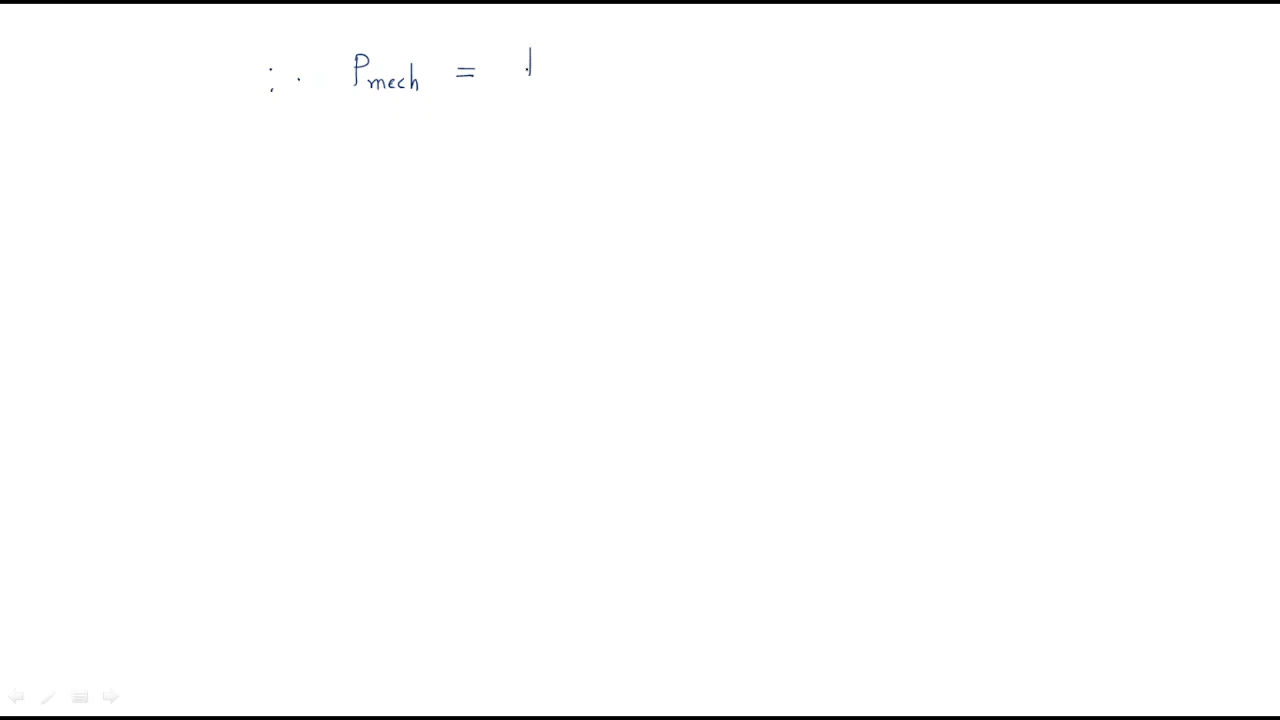 ∴ P_mech =